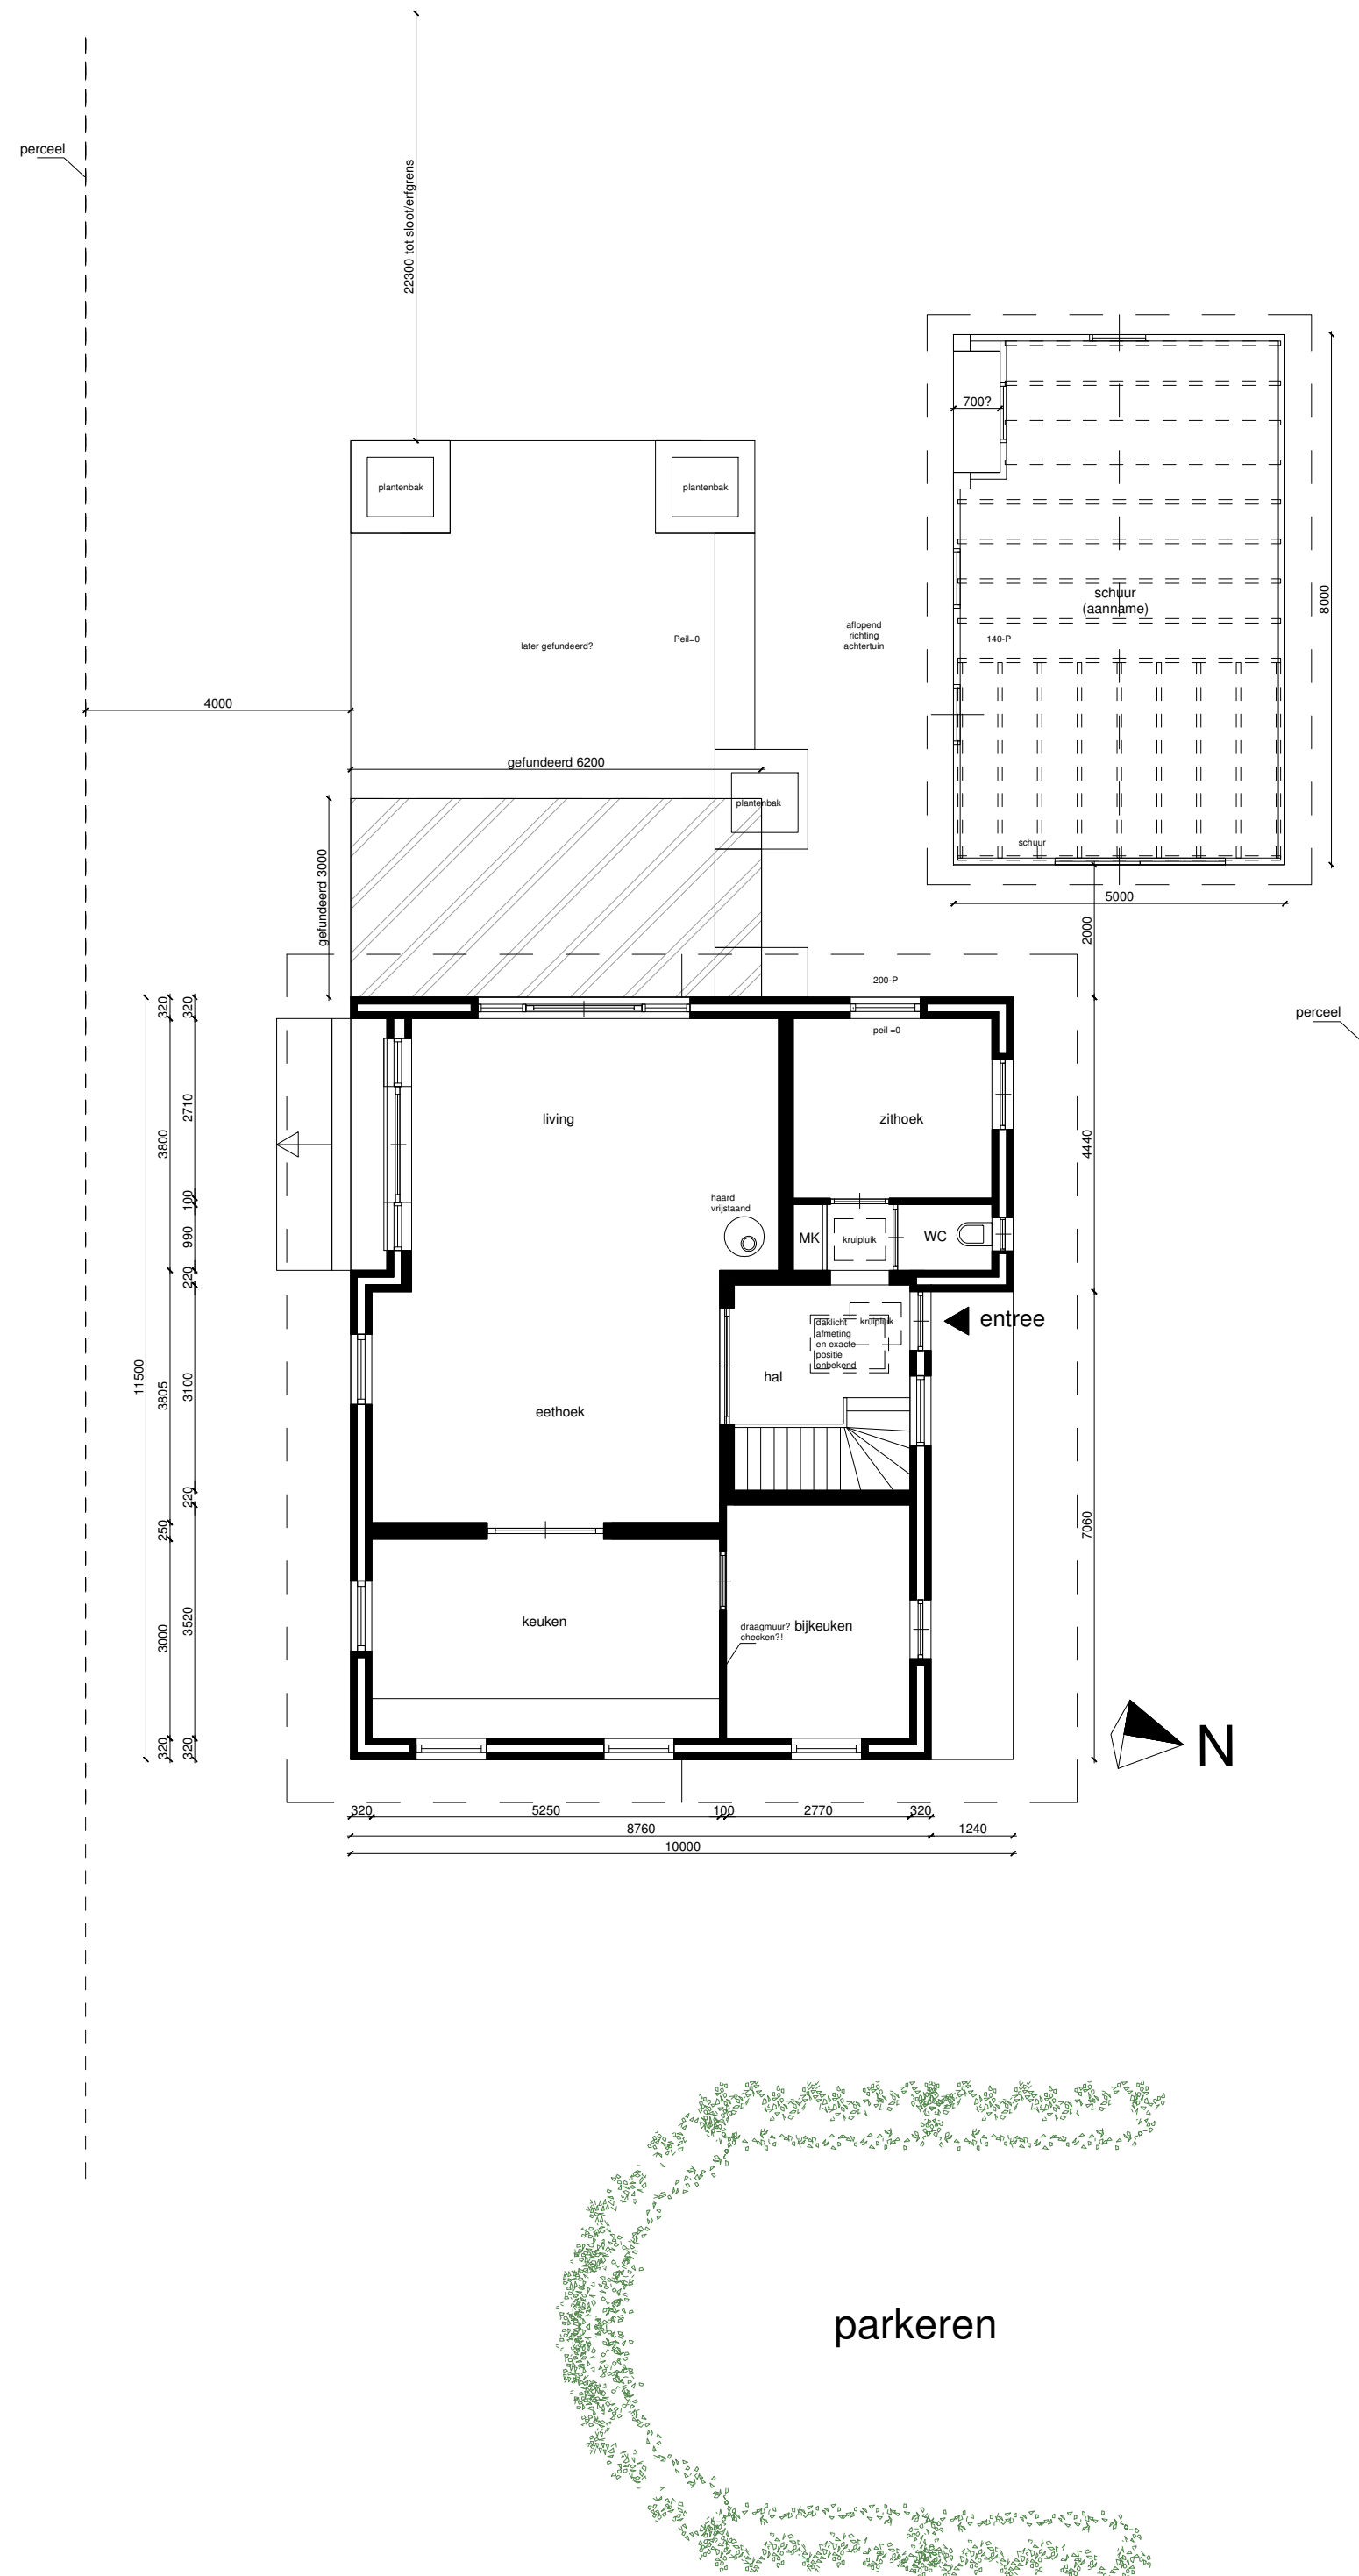 perceel
22300 tot sloot/erfgrens
700?
plantenbak
plantenbak
schuur
(aanname)
8000
aflopend
richting
achtertuin
later gefundeerd?
Peil=0
140-P
4000
gefundeerd 6200
plantenbak
schuur
gefundeerd 3000
5000
2000
200-P
320
320
perceel
peil =0
living
zithoek
2710
3800
4440
100
haard
vrijstaand
990
MK
kruipluik
WC
220
entree
daklicht
afmeting
en exacte
positie
onbekend
kruipluik
hal
11500
3805
3100
eethoek
220
250
7060
keuken
draagmuur?
checken?!
bijkeuken
3000
3520
N
320
320
320
5250
100
2770
320
8760
1240
10000
parkeren